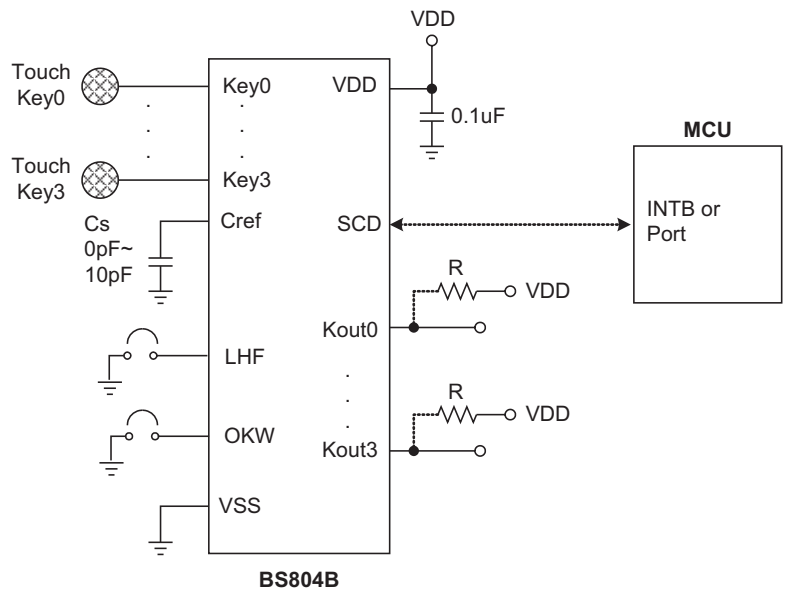 VDD
Touch
Key0
Key0
VDD
0.1uF
MCU
Touch
Key3
Key3
Cs
0pF~
10pF
Cref
SCD
INTB or
Port
R
VDD
Kout0
LHF
R
VDD
OKW
Kout3
VSS
BS804B